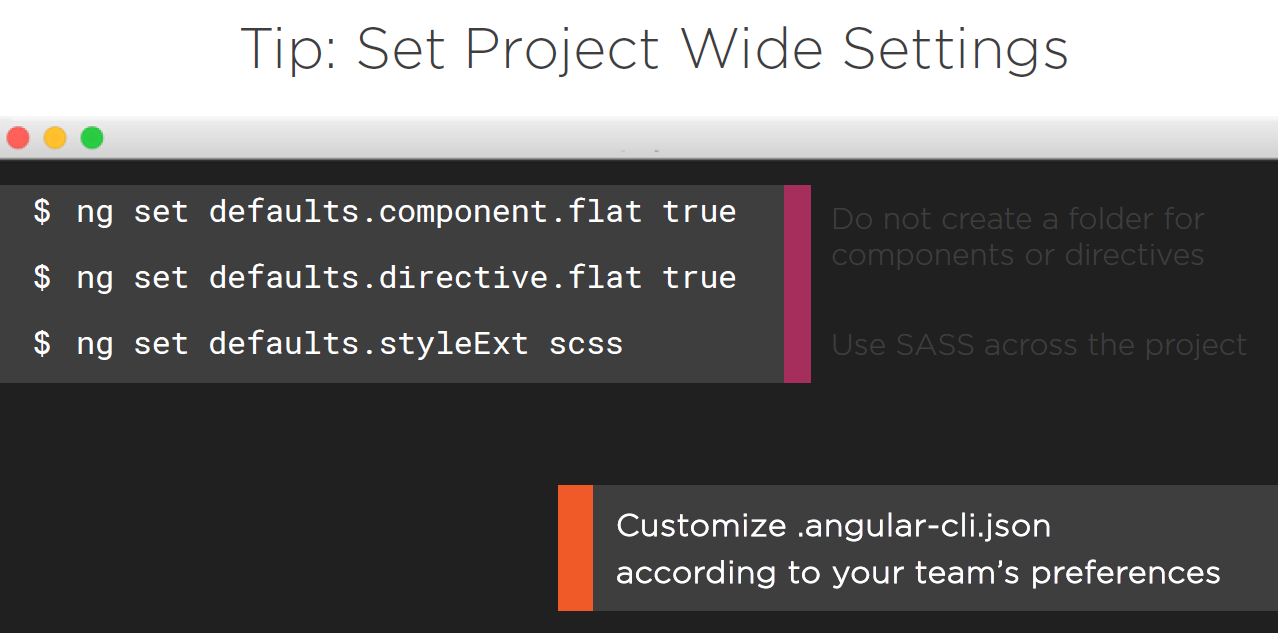 Tip: Set Project Wide Settings
$ ng set defaults.component.flat true
$ ng set defaults.directive.flat true
$ ng set defaults.styleExt scss
Do not create a folder for
components or directives
Use SASS across the project
Customize .angular-cli.json
according to your team’s preferences